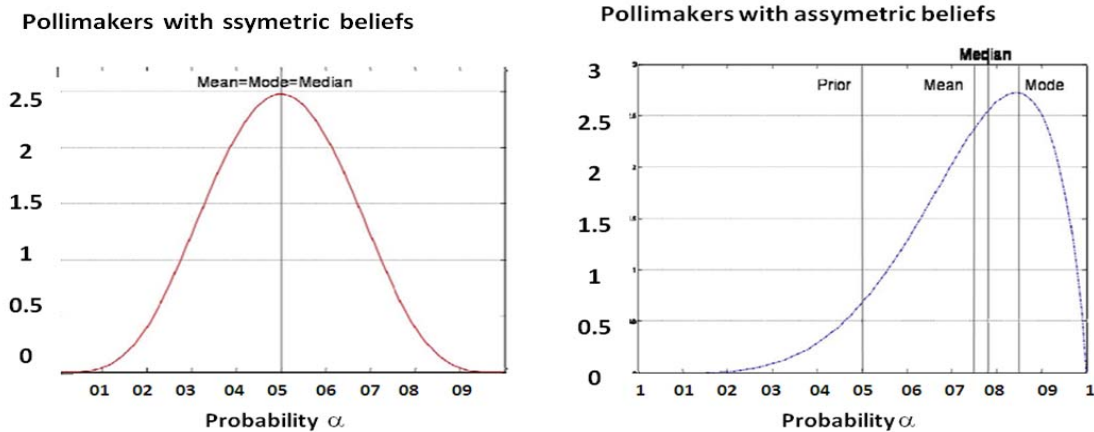 Pollimakers with ssymetric beliefs
Mean=Mode=Median
2.5
2
1.5
1
0.5
0
01 02 03 04 05 06 07 08 09
Probability α
Pollimakers with assymetric beliefs
Median
Prior Mean Mode
3
2.5
2
1.5
1
0.5
0
1 01 02 03 04 05 06 07 08 09 1
Probability α